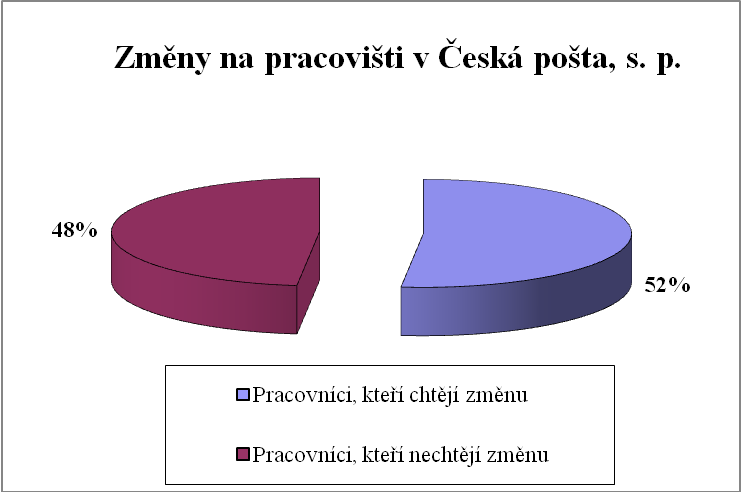 Změny na pracovišti v Česká pošta, s. p.
48%
52%
Pracovníci, kteří chtějí změnu
Pracovníci, kteří nechtějí změnu